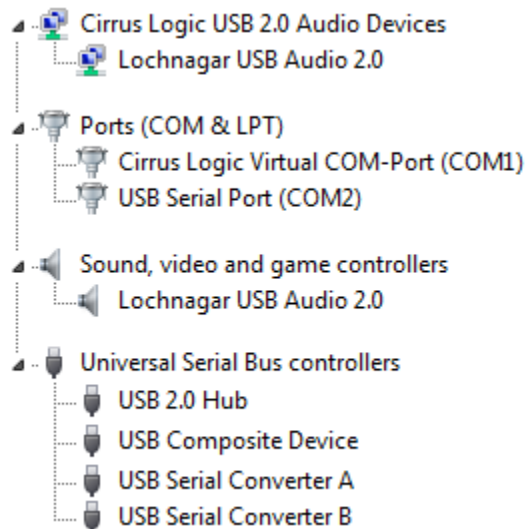 Cirrus Logic USB 2.0 Audio Devices
Lochnagar USB Audio 2.0
Ports (COM & LPT)
Cirrus Logic Virtual COM-Port (COM1)
USB Serial Port (COM2)
Sound, video and game controllers
Lochnagar USB Audio 2.0
Universal Serial Bus controllers
USB 2.0 Hub
USB Composite Device
USB Serial Converter A
USB Serial Converter B